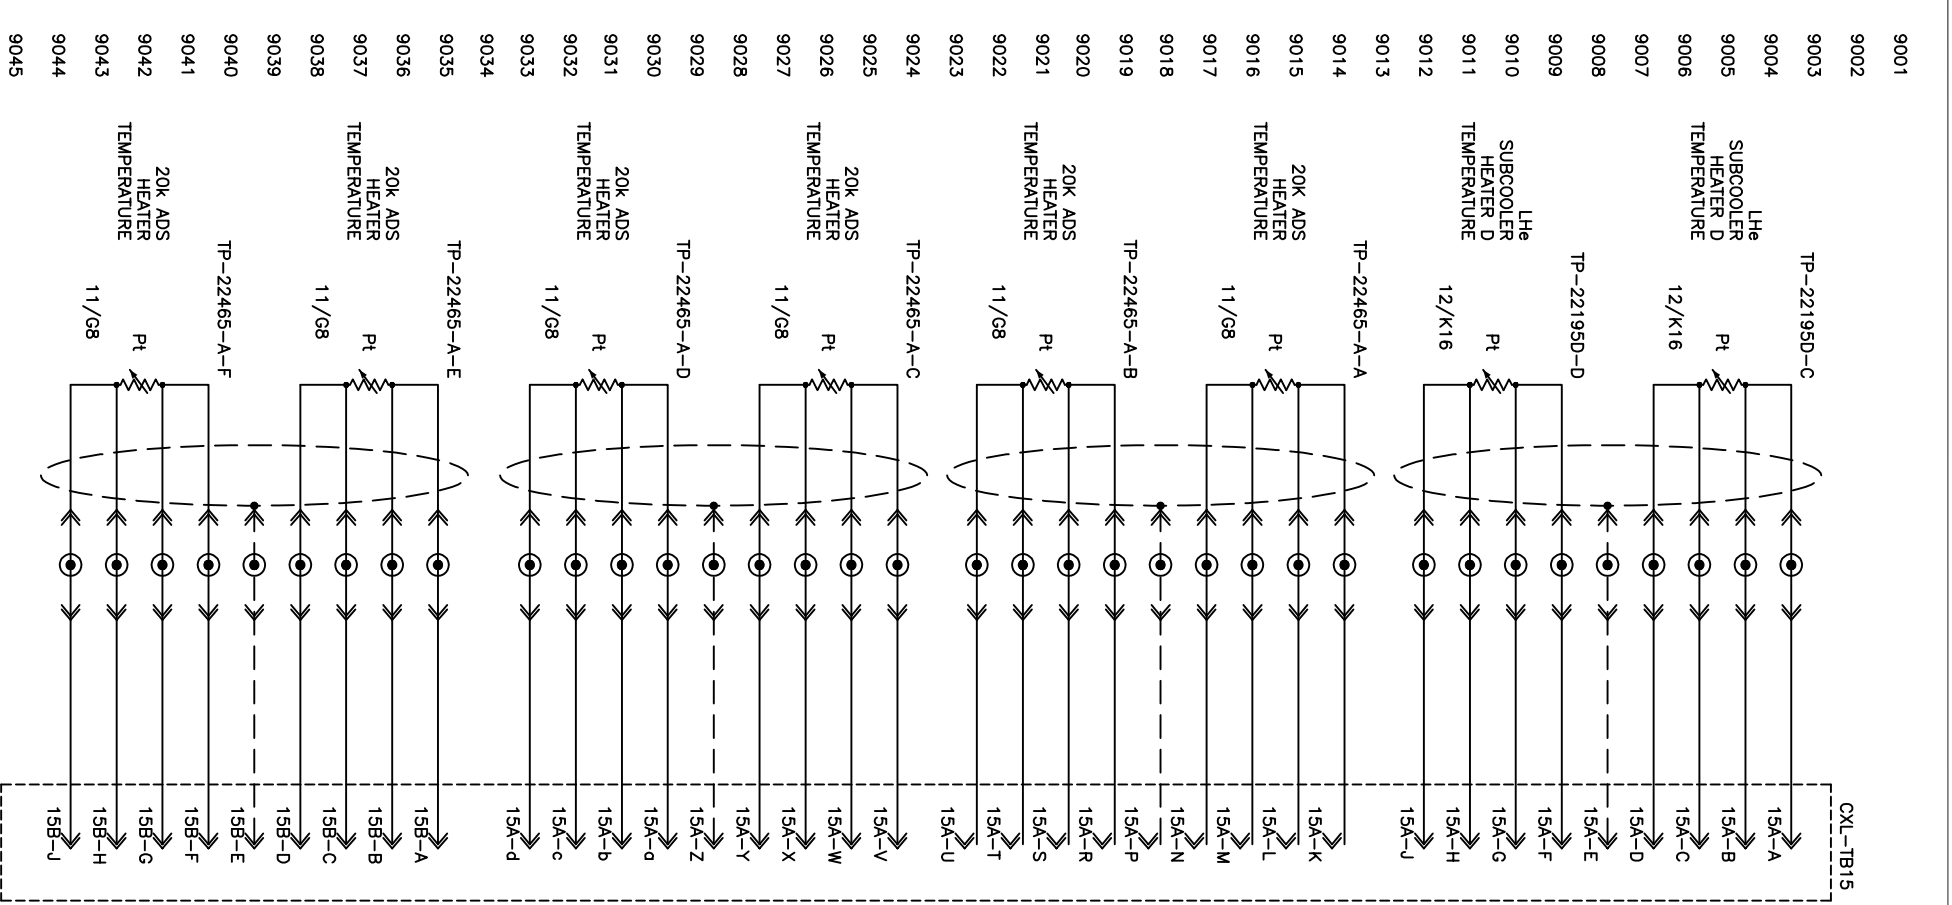 9001
9002
9003
9004
9005
9006
9007
9008
9009
9010
9011
9012
9013
9014
9015
9016
9017
9018
9019
9020
9021
9022
9023
9024
9025
9026
9027
9028
9029
9030
9031
9032
9033
9034
9035
9036
9037
9038
9039
9040
9041
9042
9043
9044
9045
CXL-TB15
TP-22195D-C
LHe
SUBCOOLER
HEATER D
TEMPERATURE
Pt
12/K16
15A-A
15A-B
15A-C
15A-D
15A-E
TP-22195D-D
LHe
SUBCOOLER
HEATER D
TEMPERATURE
Pt
12/K16
15A-F
15A-G
15A-H
15A-J
TP-22465-A-A
20K ADS
HEATER
TEMPERATURE
Pt
11/G8
15A-K
15A-L
15A-M
15A-N
15A-P
TP-22465-A-B
20K ADS
HEATER
TEMPERATURE
Pt
11/G8
15A-R
15A-S
15A-T
15A-U
TP-22465-A-C
20k ADS
HEATER
TEMPERATURE
Pt
11/G8
15A-V
15A-W
15A-X
15A-Y
15A-Z
TP-22465-A-D
20k ADS
HEATER
TEMPERATURE
Pt
11/G8
15A-a
15A-b
15A-c
15A-d
TP-22465-A-E
20k ADS
HEATER
TEMPERATURE
Pt
11/G8
15B-A
15B-B
15B-C
15B-D
15B-E
TP-22465-A-F
20k ADS
HEATER
TEMPERATURE
Pt
11/G8
15B-F
15B-G
15B-H
15B-J